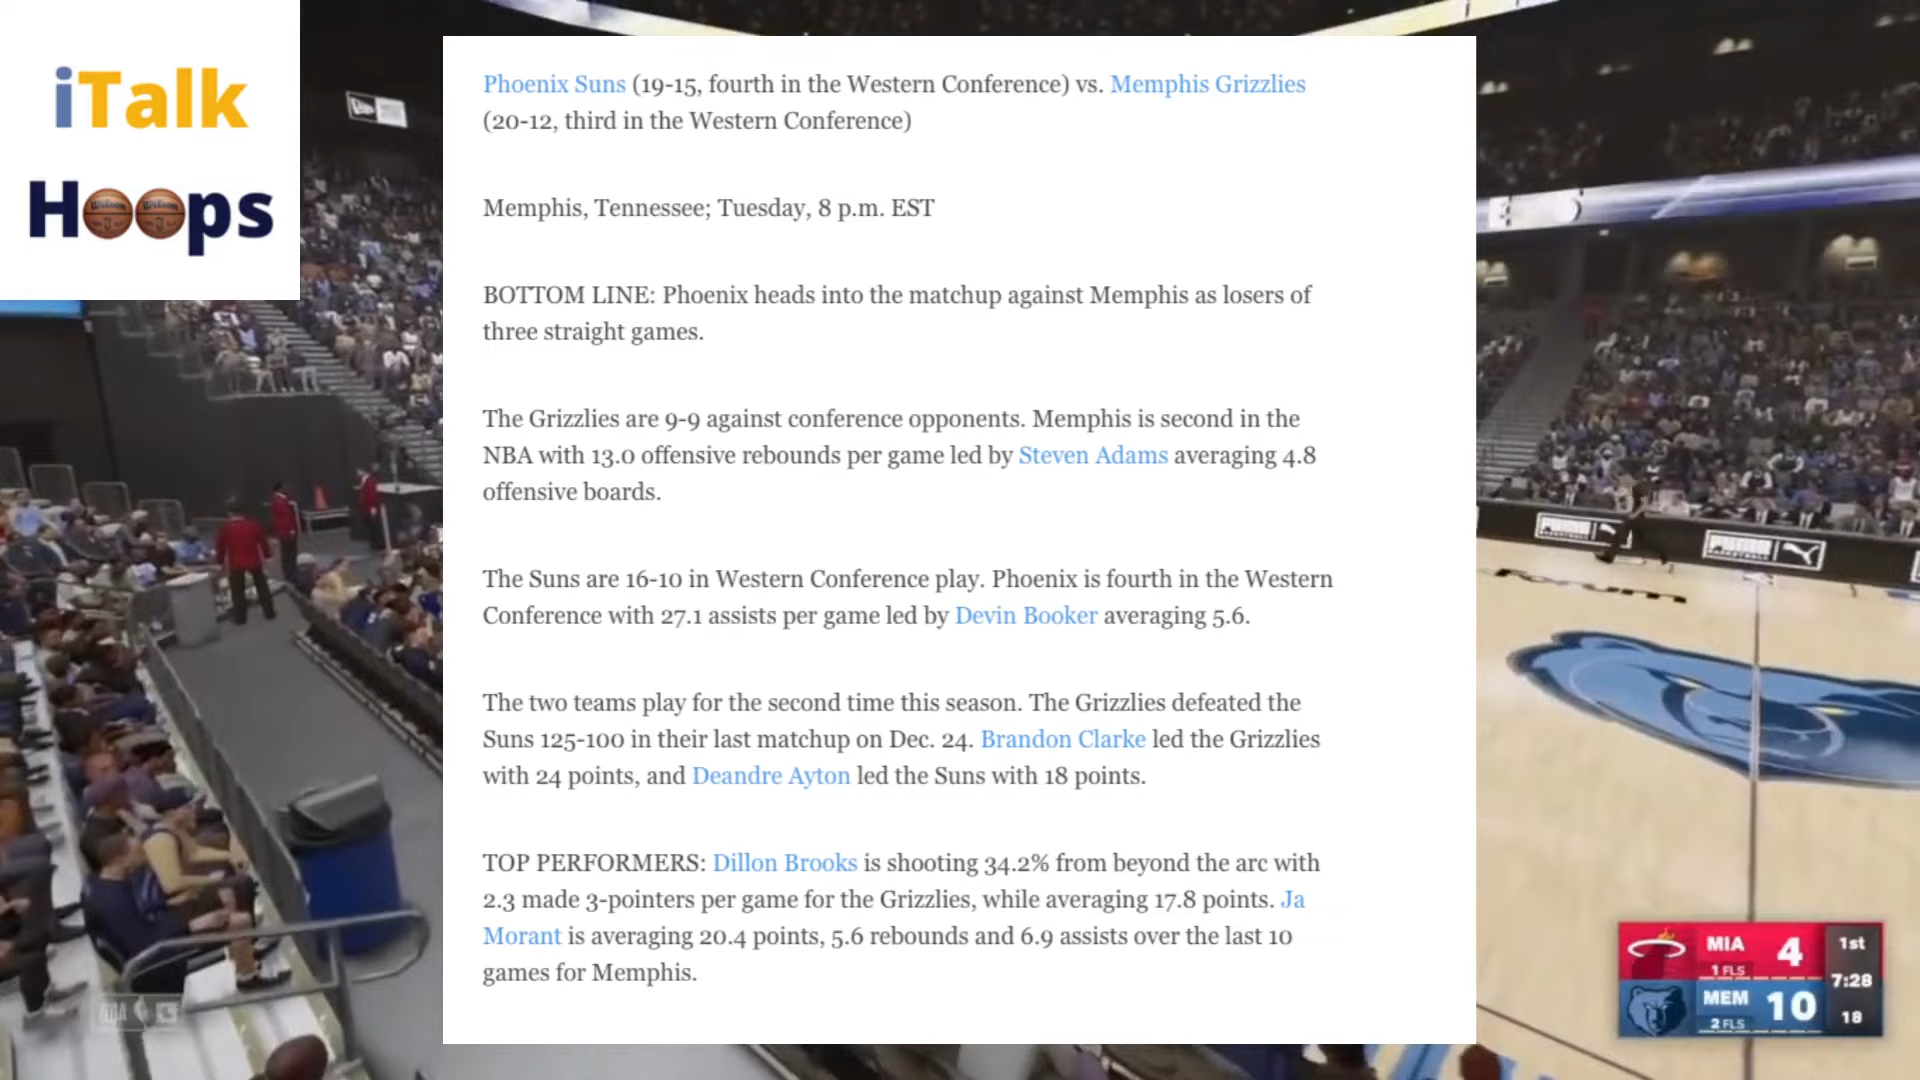 iTalk
Hoops
Phoenix Suns (19-15, fourth in the Western Conference) vs. Memphis Grizzlies
(20-12, third in the Western Conference)
Memphis, Tennessee; Tuesday, 8 p.m. EST
BOTTOM LINE: Phoenix heads into the matchup against Memphis as losers of
three straight games.
The Grizzlies are 9-9 against conference opponents. Memphis is second in the
NBA with 13.0 offensive rebounds per game led by Steven Adams averaging 4.8
offensive boards.
The Suns are 16-10 in Western Conference play. Phoenix is fourth in the Western
Conference with 27.1 assists per game led by Devin Booker averaging 5.6.
The two teams play for the second time this season. The Grizzlies defeated the
Suns 125-100 in their last matchup on Dec. 24. Brandon Clarke led the Grizzlies
with 24 points, and Deandre Ayton led the Suns with 18 points.
TOP PERFORMERS: Dillon Brooks is shooting 34.2% from beyond the arc with
2.3 made 3-pointers per game for the Grizzlies, while averaging 17.8 points. Ja
Morant is averaging 20.4 points, 5.6 rebounds and 6.9 assists over the last 10
games for Memphis.
PUMA
PUMA
MIA 4 1st
1 FLS
7:28
MEM 10 18
2 FLS